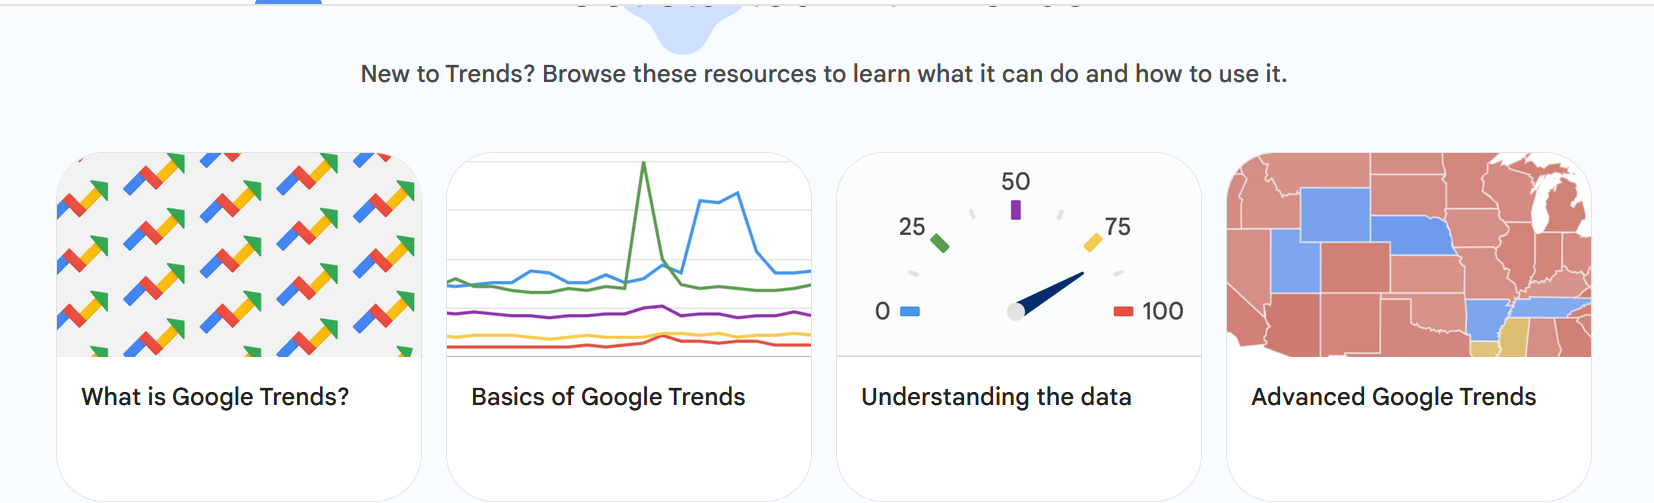 New to Trends? Browse these resources to learn what it can do and how to use it.
50
25
75
0
100
What is Google Trends?
Basics of Google Trends
Understanding the data
Advanced Google Trends